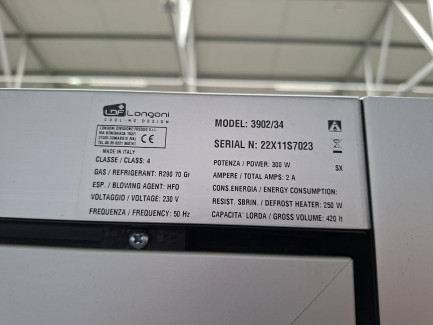 LDF Longoni
COOLING DESIGN
MODEL: 3902/34
SERIAL N: 22X11S7023
CE
MADE IN ITALY
CLASSE / CLASS: 4
GAS / REFRIGERANT: R290 70 Gr
ESP. / BLOWING AGENT: HFO
VOLTAGGIO / VOLTAGE: 230 V
FREQUENZA / FREQUENCY: 50 Hz
POTENZA / POWER: 300 W
SX
AMPERE / TOTAL AMPS: 2 A
CONS.ENERGIA / ENERGY CONSUMPTION:
RESIST. SBRIN. / DEFROST HEATER: 250 W
CAPACITÀ LORDA / GROSS VOLUME: 420 lt